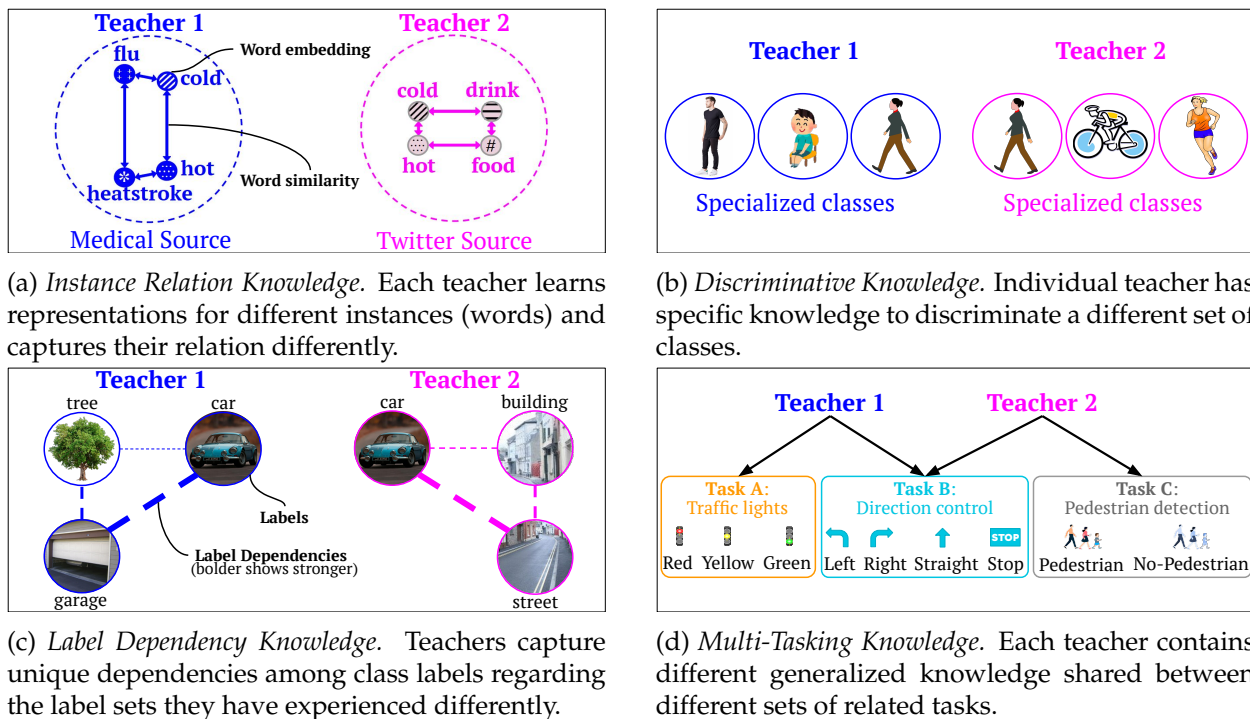 Teacher 1
Teacher 2
flu
cold
Word embedding
cold
drink
hot
food
#
hot
heatstroke
Word similarity
Medical Source
Twitter Source
(a) Instance Relation Knowledge. Each teacher learns
representations for different instances (words) and
captures their relation differently.
Teacher 1
Teacher 2
Specialized classes
Specialized classes
(b) Discriminative Knowledge. Individual teacher has
specific knowledge to discriminate a different set of
classes.
Teacher 1
Teacher 2
tree
car
car
building
Labels
Label Dependencies
(bolder shows stronger)
garage
street
(c) Label Dependency Knowledge. Teachers capture
unique dependencies among class labels regarding
the label sets they have experienced differently.
Teacher 1
Teacher 2
Task A:
Traffic lights
Red Yellow Green
Task B:
Direction control
STOP
Left Right Straight Stop
Task C:
Pedestrian detection
Pedestrian No-Pedestrian
(d) Multi-Tasking Knowledge. Each teacher contains
different generalized knowledge shared between
different sets of related tasks.